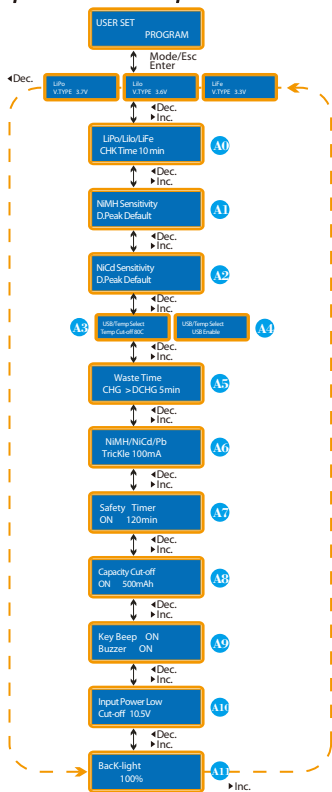 USER SET
PROGRAM
Mode/Esc
Enter
◀Dec.
LiPo
V.TYPE 3.7V
LiIo
V.TYPE 3.6V
LiFe
V.TYPE 3.3V
◀Dec.
▶Inc.
LiPo/LiIo/LiFe
CHK Time 10 min
A0
◀Dec.
▶Inc.
NiMH Sensitivity
D.Peak Default
A1
◀Dec.
▶Inc.
NiCd Sensitivity
D.Peak Default
A2
◀Dec.
▶Inc.
A3
USB/Temp Select
Temp Cut-off 80C
USB/Temp Select
USB Enable
A4
◀Dec.
▶Inc.
Waste Time
CHG >DCHG 5min
A5
◀Dec.
▶Inc.
NiMH/NiCd/Pb
TricKle 100mA
A6
◀Dec.
▶Inc.
Safety Timer
ON 120min
A7
◀Dec.
▶Inc.
Capacity Cut-off
ON 500mAh
A8
◀Dec.
▶Inc.
Key Beep ON
Buzzer ON
A9
◀Dec.
▶Inc.
Input Power Low
Cut-off 10.5V
A10
◀Dec.
▶Inc.
BacK-light
100%
A11
▶Inc.